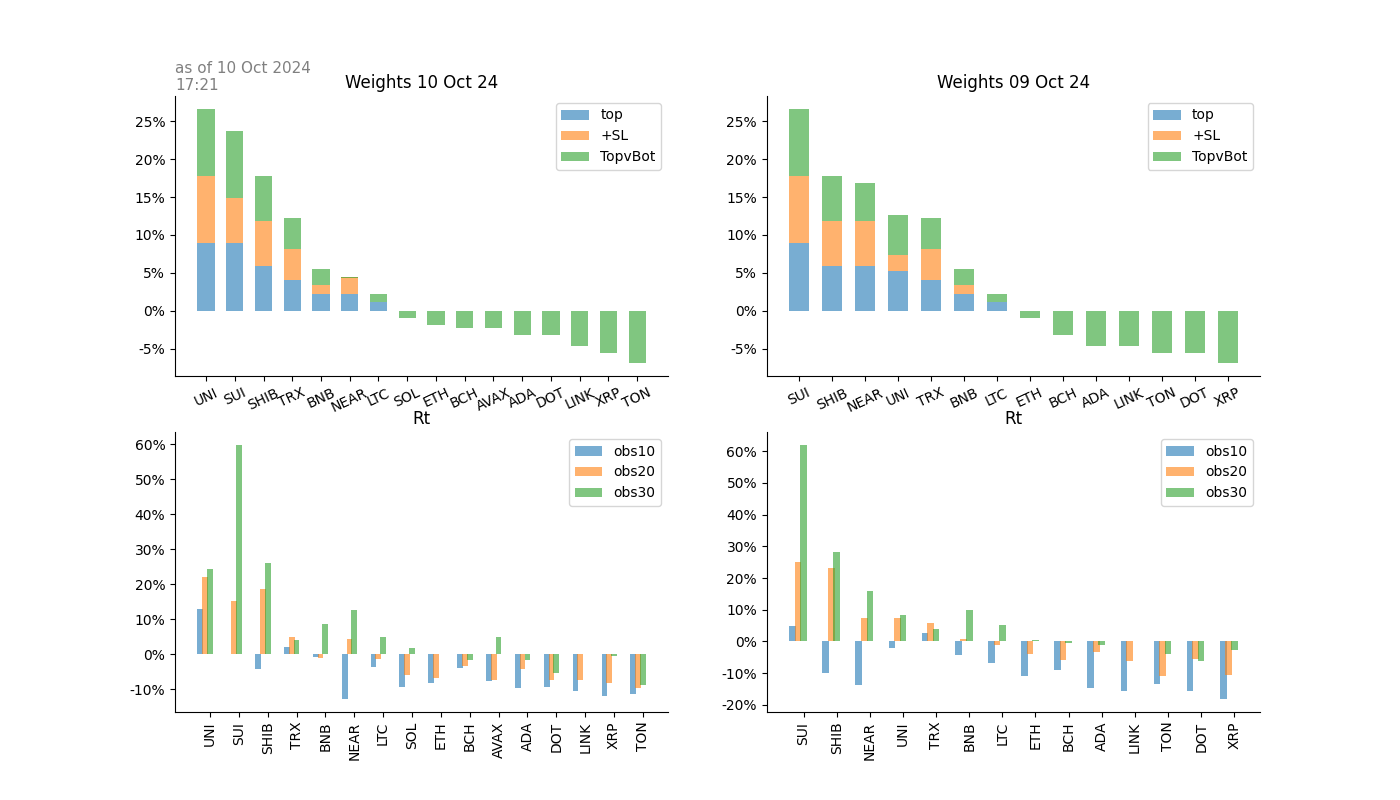 as of 10 Oct 2024
17:21
Weights 10 Oct 24
25%
20%
15%
10%
5%
0%
-5%
top
+SL
TopvBot
UNI SUI SHIB TRX BNB NEAR LTC SOL ETH BCH AVAX ADA DOT LINK XRP TON
Weights 09 Oct 24
25%
20%
15%
10%
5%
0%
-5%
top
+SL
TopvBot
SUI SHIB NEAR UNI TRX BNB LTC ETH BCH ADA LINK TON DOT XRP
Rt
60%
50%
40%
30%
20%
10%
0%
-10%
obs10
obs20
obs30
UNI SUI SHIB TRX BNB NEAR LTC SOL ETH BCH AVAX ADA DOT LINK XRP TON
Rt
60%
50%
40%
30%
20%
10%
0%
-10%
-20%
obs10
obs20
obs30
SUI SHIB NEAR UNI TRX BNB LTC ETH BCH ADA LINK TON DOT XRP